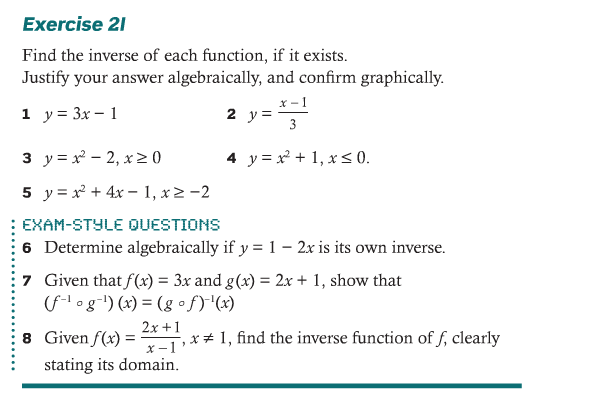 Exercise 2I
Find the inverse of each function, if it exists.
Justify your answer algebraically, and confirm graphically.
1 y = 3x − 1 2 y = (x − 1)/3
3 y = x² − 2, x ≥ 0 4 y = x² + 1, x ≤ 0.
5 y = x² + 4x − 1, x ≥ −2
EXAM-STYLE QUESTIONS
6 Determine algebraically if y = 1 − 2x is its own inverse.
7 Given that f(x) = 3x and g(x) = 2x + 1, show that
(f⁻¹ ∘ g⁻¹) (x) = (g ∘ f)⁻¹(x)
8 Given f(x) = (2x + 1)/(x − 1), x ≠ 1, find the inverse function of f, clearly
stating its domain.